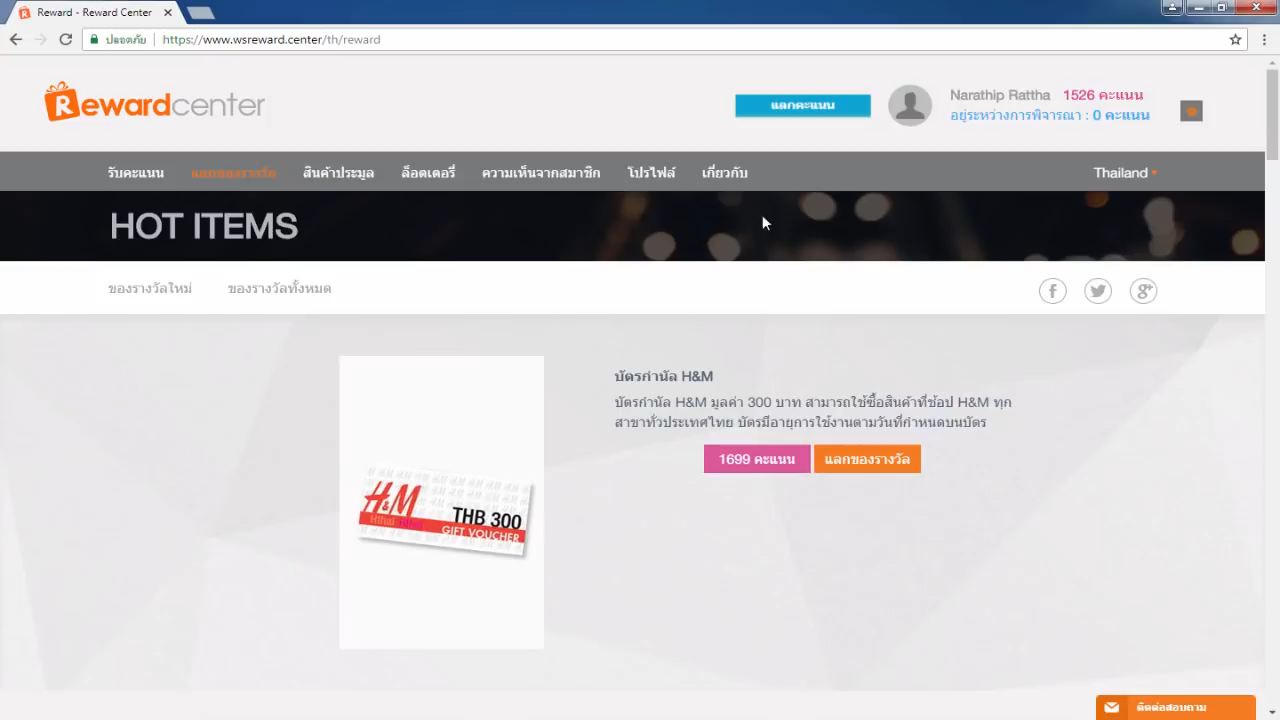 Reward - Reward Center
ปลอดภัย
https://www.wsreward.center/th/reward
Rewardcenter
แลกคะแนน
Narathip Rattha 1526 คะแนน
อยู่ระหว่างการพิจารณา : 0 คะแนน
รับคะแนน แลกของรางวัล สินค้าประมูล ล็อตเตอรี่ ความเห็นจากสมาชิก โปรไฟล์ เกี่ยวกับ Thailand
HOT ITEMS
ของรางวัลใหม่ ของรางวัลทั้งหมด
บัตรกำนัล H&M
บัตรกำนัล H&M มูลค่า 300 บาท สามารถใช้ซื้อสินค้าที่ช้อป H&M ทุก
สาขาทั่วประเทศไทย บัตรมีอายุการใช้งานตามวันที่กำหนดบนบัตร
1699 คะแนน แลกของรางวัล
H&M
THB 300
GIFT VOUCHER
ติดต่อสอบถาม